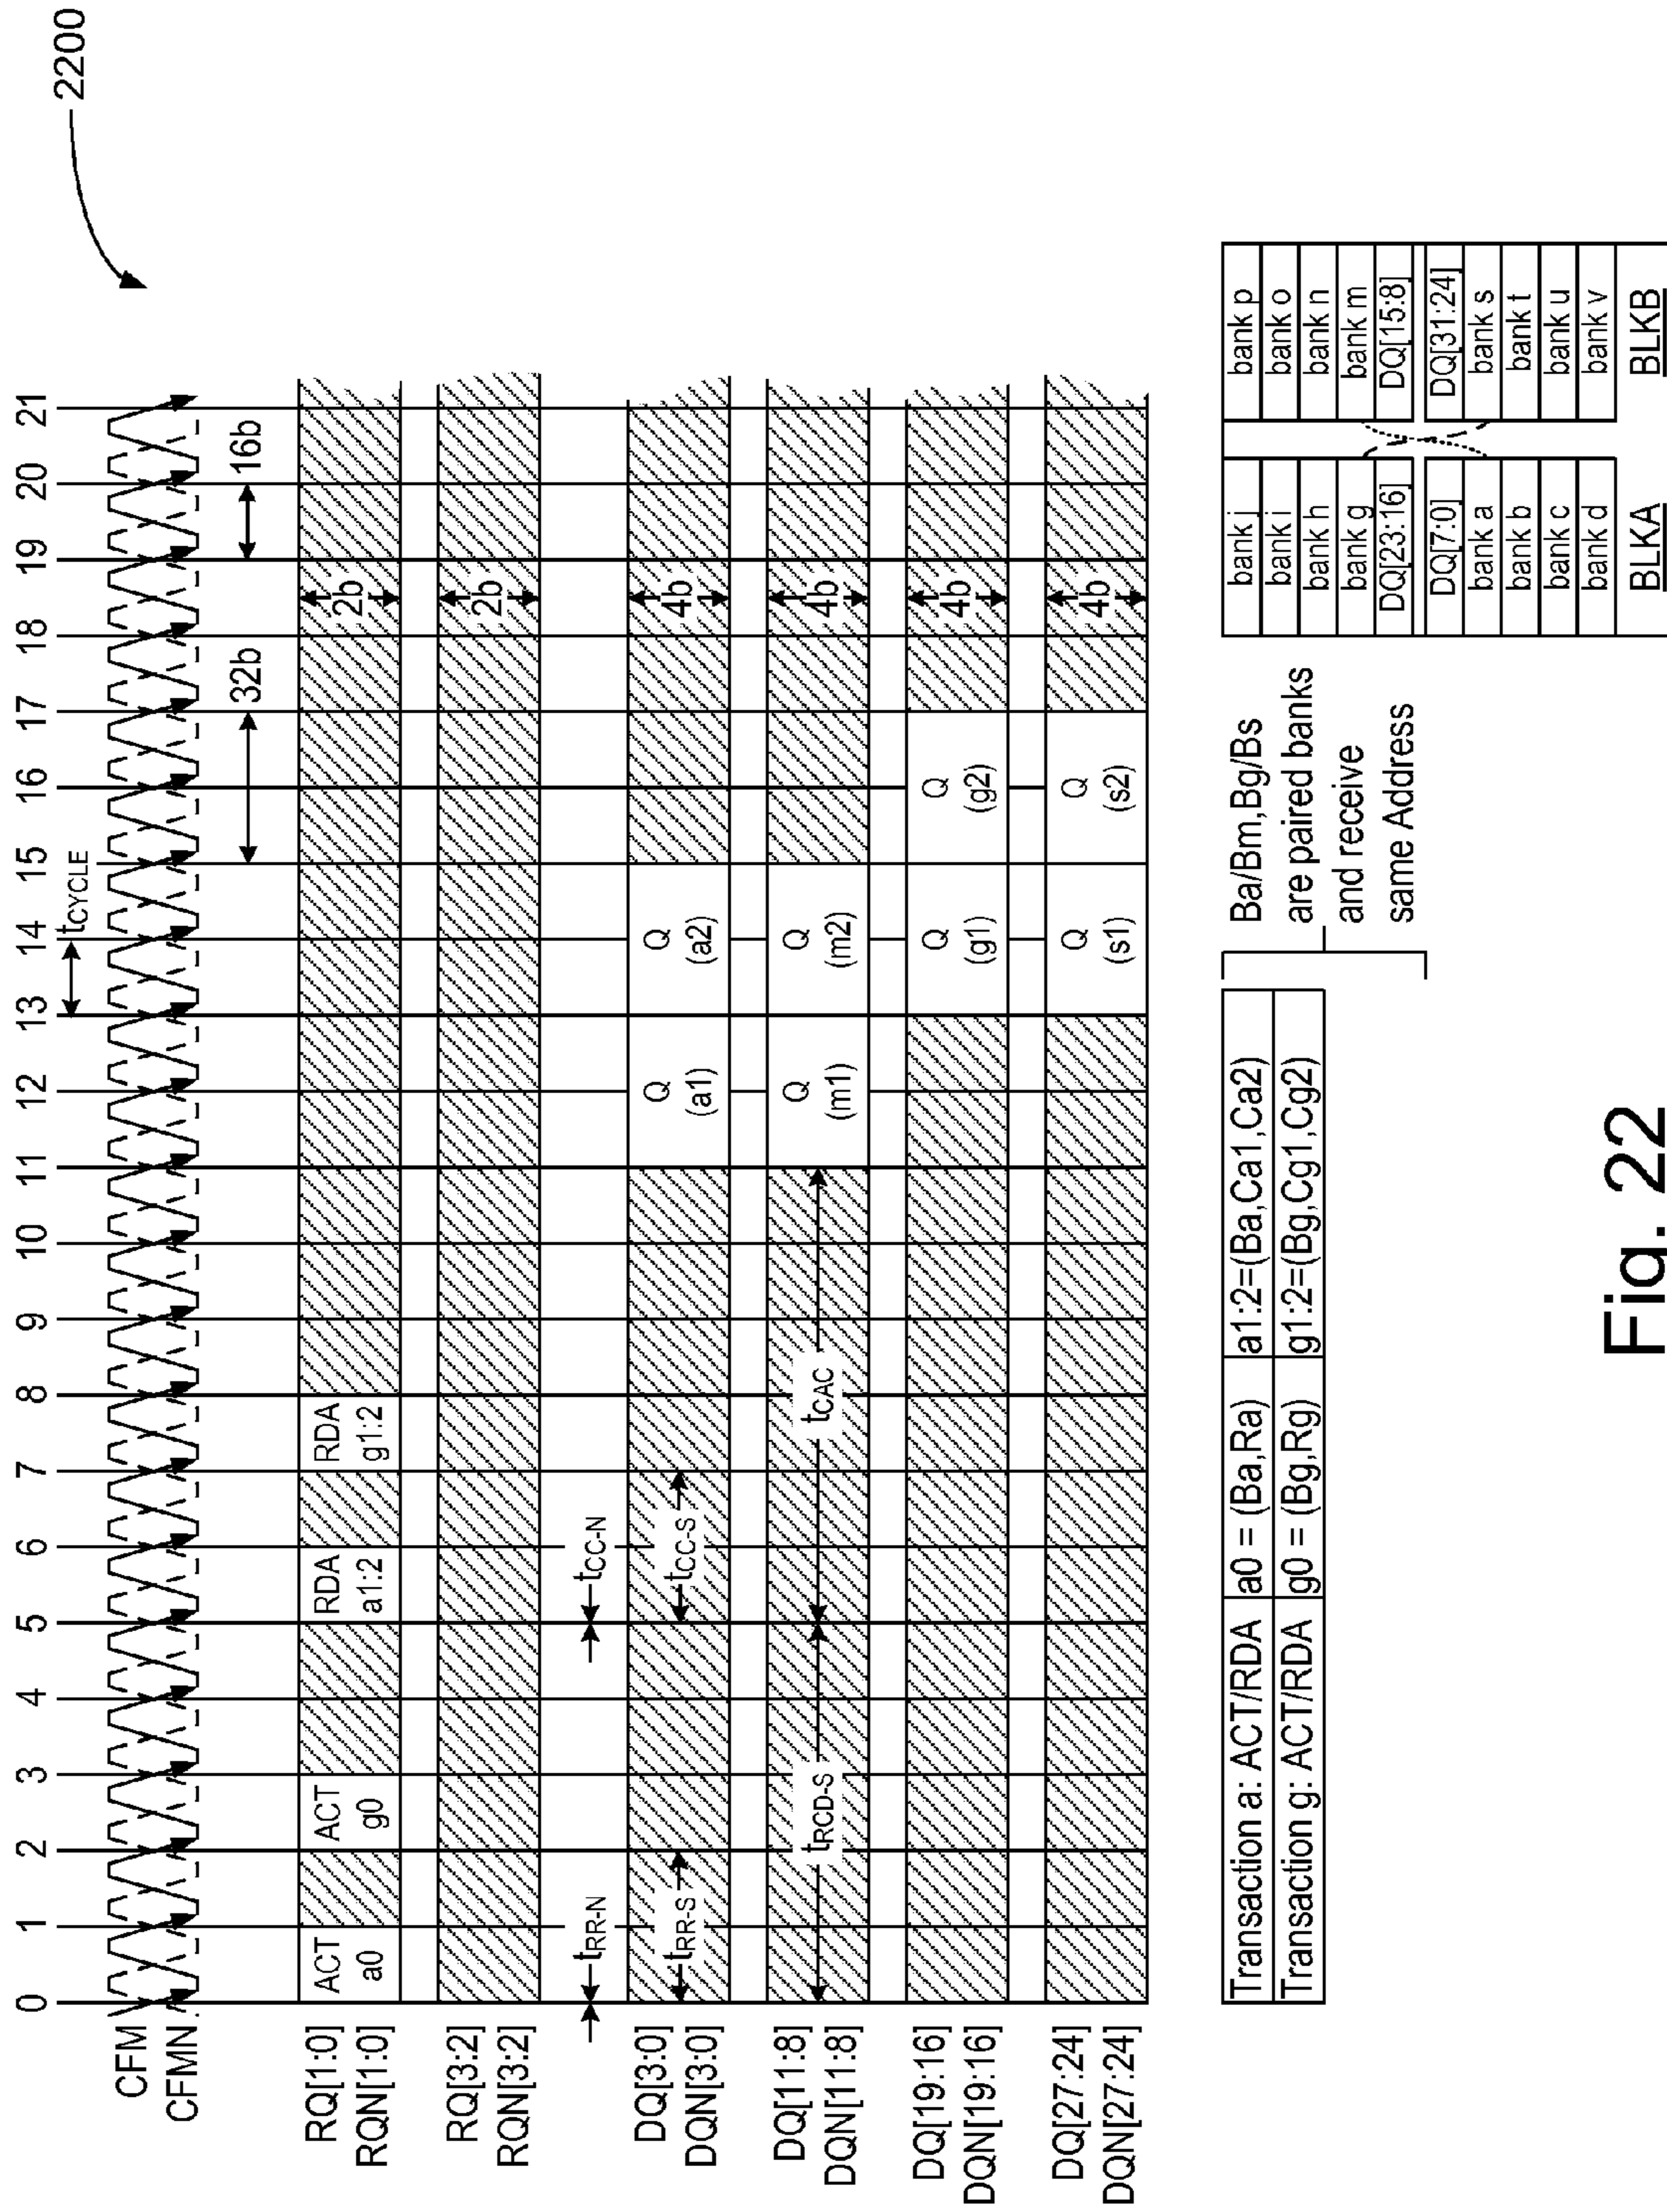 2200
0 1 2 3 4 5 6 7 8 9 10 11 12 13 14 15 16 17 18 19 20 21
tCYCLE
CFM
CFMN
32b
16b
RQ[1:0]
RQN[1:0]
ACT
a0
ACT
g0
RDA
a1:2
RDA
g1:2
2b
RQ[3:2]
RQN[3:2]
2b
tRR-N
tCC-N
DQ[3:0]
DQN[3:0]
tRR-S
tCC-S
Q
(a1)
Q
(a2)
4b
DQ[11:8]
DQN[11:8]
tRCD-S
tCAC
Q
(m1)
Q
(m2)
4b
DQ[19:16]
DQN[19:16]
Q
(g1)
Q
(g2)
4b
DQ[27:24]
DQN[27:24]
Q
(s1)
Q
(s2)
4b
Transaction a: ACT/RDA a0 = (Ba,Ra) a1:2=(Ba,Ca1,Ca2)
Transaction g: ACT/RDA g0 = (Bg,Rg) g1:2=(Bg,Cg1,Cg2)
Ba/Bm,Bg/Bs
are paired banks
and receive
same Address
bank j
bank i
bank h
bank g
DQ[23:16]
DQ[7:0]
bank a
bank b
bank c
bank d
BLKA
bank p
bank o
bank n
bank m
DQ[15:8]
DQ[31:24]
bank s
bank t
bank u
bank v
BLKB
Fig. 22